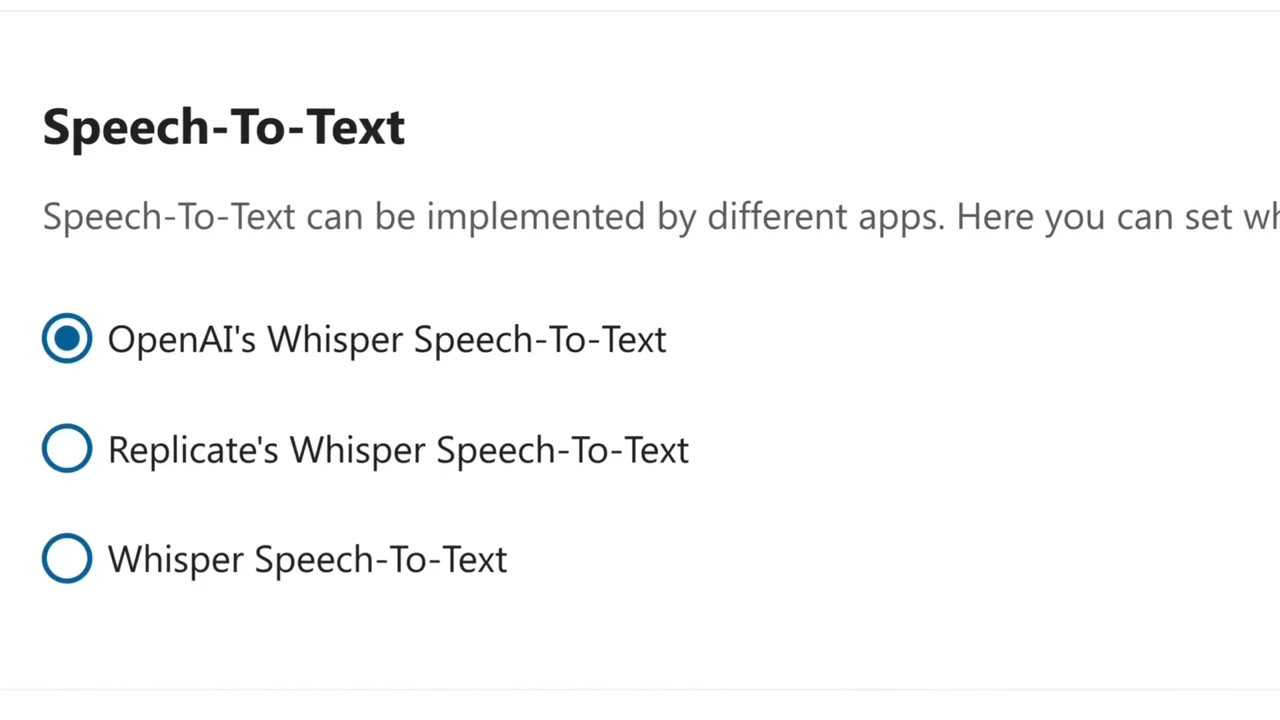 Speech-To-Text
Speech-To-Text can be implemented by different apps. Here you can set
OpenAI's Whisper Speech-To-Text
Replicate's Whisper Speech-To-Text
Whisper Speech-To-Text